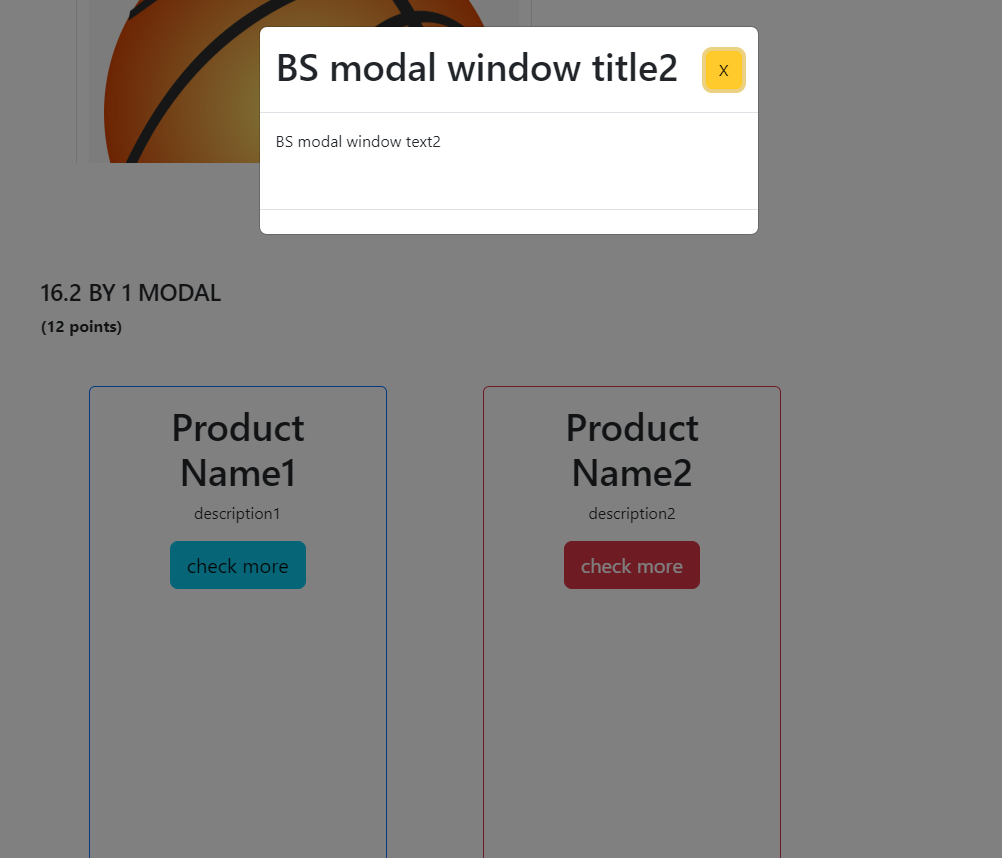 BS modal window title2
X
BS modal window text2
16.2 BY 1 MODAL
(12 points)
Product
Name1
description1
check more
Product
Name2
description2
check more